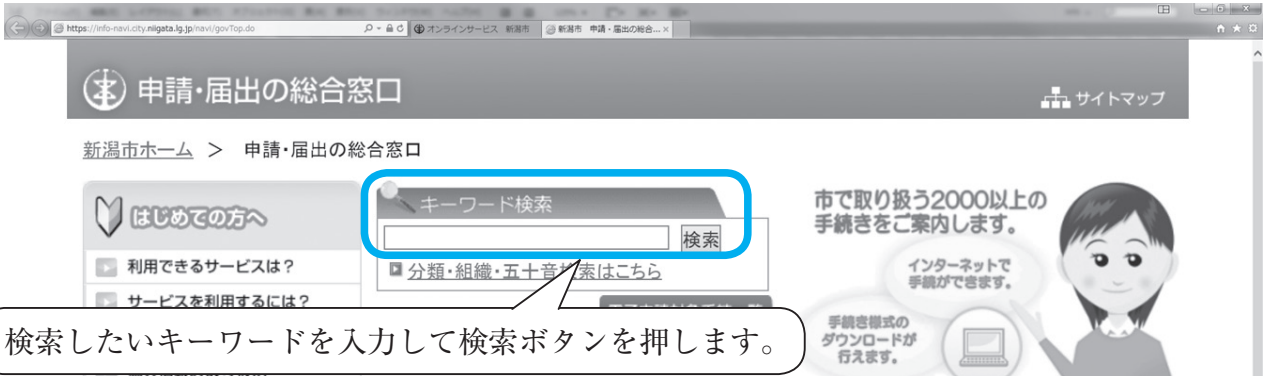 https://info-navi.city.niigata.lg.jp/navi/govTop.do
オンラインサービス 新潟市
新潟市 申請・届出の総合...
申請・届出の総合窓口
サイトマップ
新潟市ホーム ＞ 申請・届出の総合窓口
はじめての方へ
利用できるサービスは？
サービスを利用するには？
キーワード検索
検索
分類・組織・五十音検索はこちら
検索したいキーワードを入力して検索ボタンを押します。
市で取り扱う2000以上の
手続きをご案内します。
インターネットで
手続ができます。
手続き様式の
ダウンロードが
行えます。